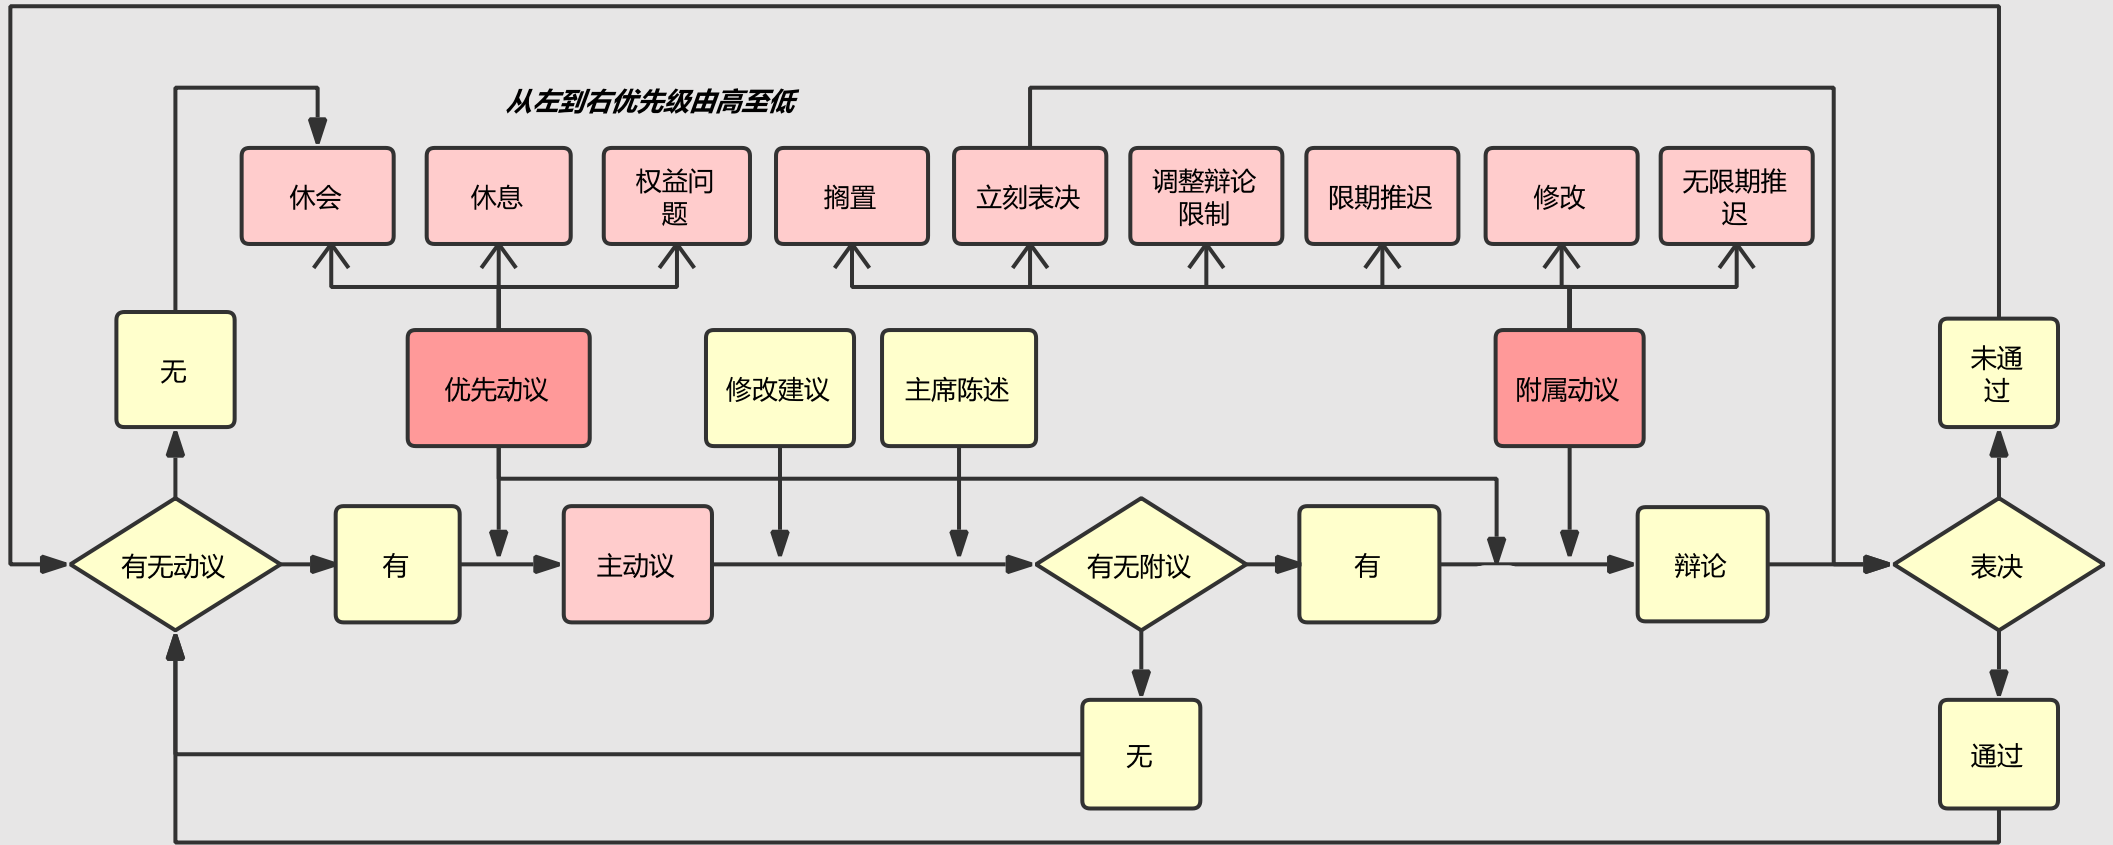 从左到右优先级由高至低
休会
休息
权益问
题
搁置
立刻表决
调整辩论
限制
限期推迟
修改
无限期推
迟
无
优先动议
修改建议
主席陈述
附属动议
未通
过
有无动议
有
主动议
有无附议
有
辩论
表决
无
通过